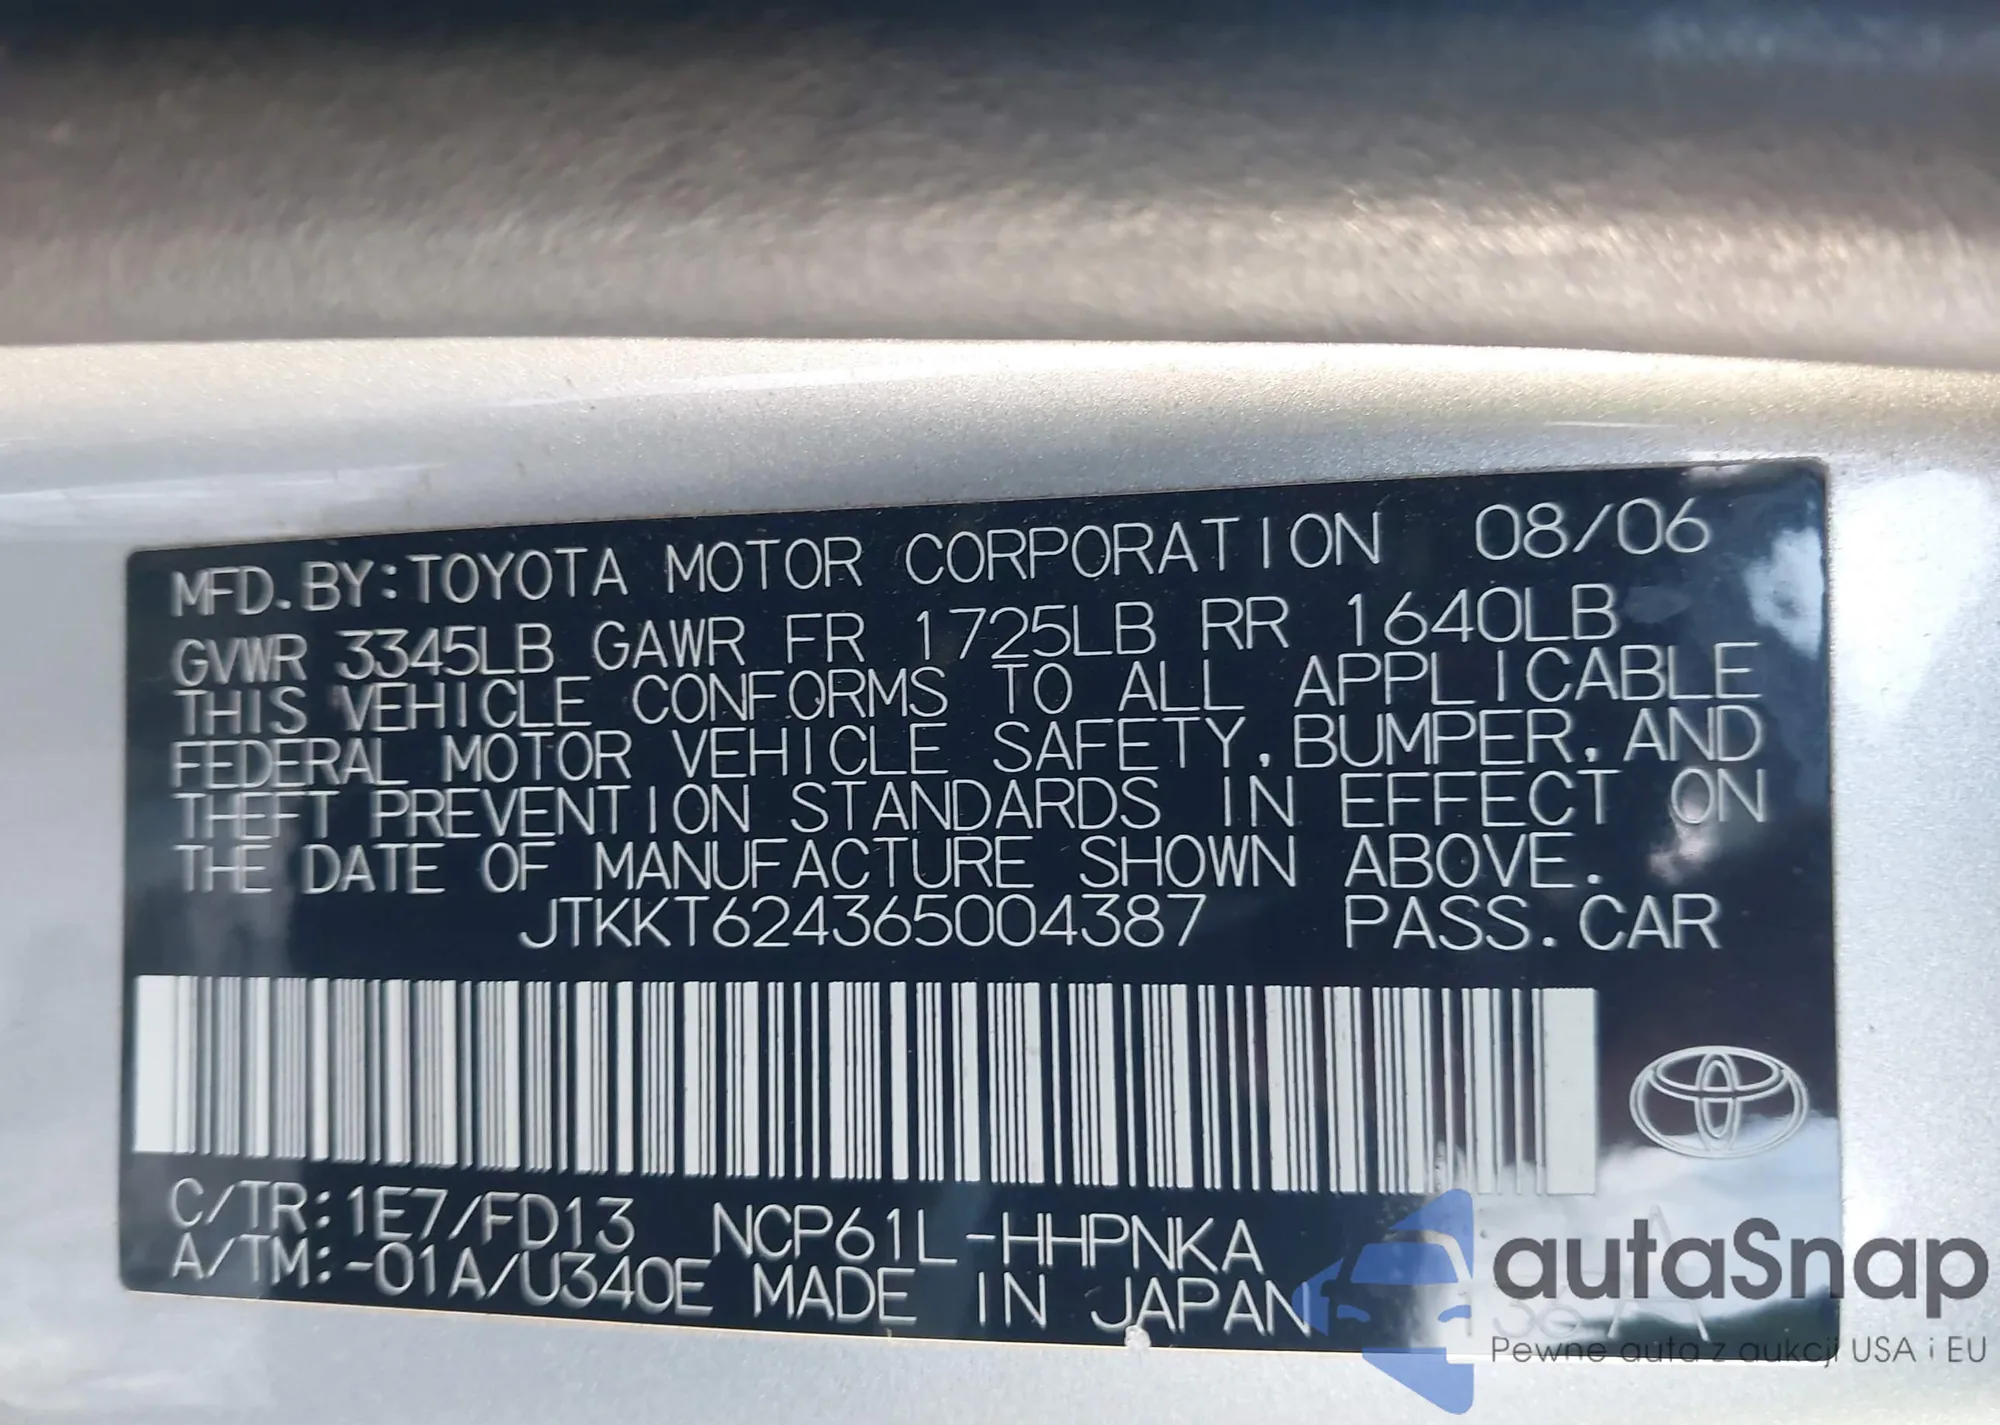 MFD. BY: TOYOTA MOTOR CORPORATION 08/06
GVWR 3345LB GAWR FR 1725LB RR 1640LB
THIS VEHICLE CONFORMS TO ALL APPLICABLE
FEDERAL MOTOR VEHICLE SAFETY, BUMPER, AND
THEFT PREVENTION STANDARDS IN EFFECT ON
THE DATE OF MANUFACTURE SHOWN ABOVE.
JTKKT624365004387 PASS. CAR
C/TR: 1E7/FD13 NCP61L-HHPNKA
A/TM: -01A/U340E MADE IN JAPAN
autaSnap
Pewne auta z aukcji USA i EU